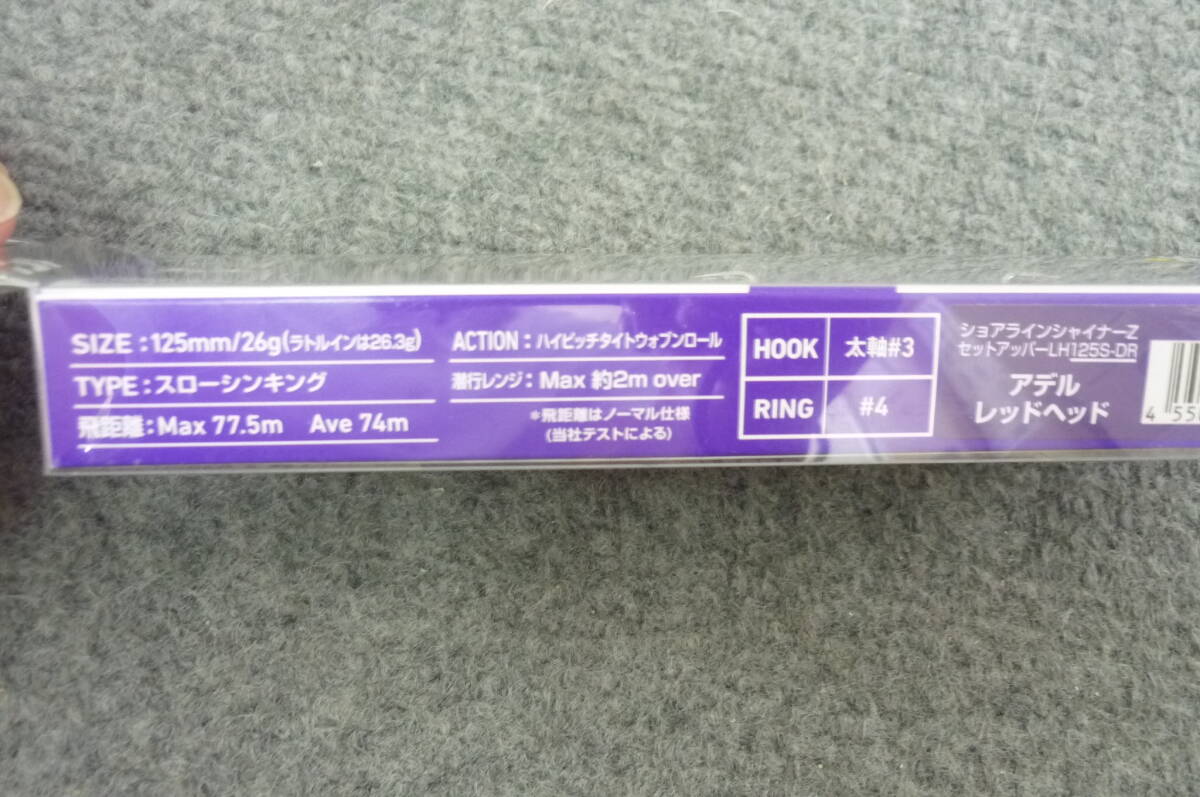 SIZE：125mm/26g(ラトルインは26.3g)
TYPE：スローシンキング
飛距離：Max 77.5m Ave 74m
ACTION：ハイピッチタイトウォブンロール
潜行レンジ：Max 約2m over
*飛距離はノーマル仕様
(当社テストによる)
HOOK 太軸#3
RING #4
ショアラインシャイナーZ
セットアッパーLH125S-DR
アデル
レッドヘッド
4 55